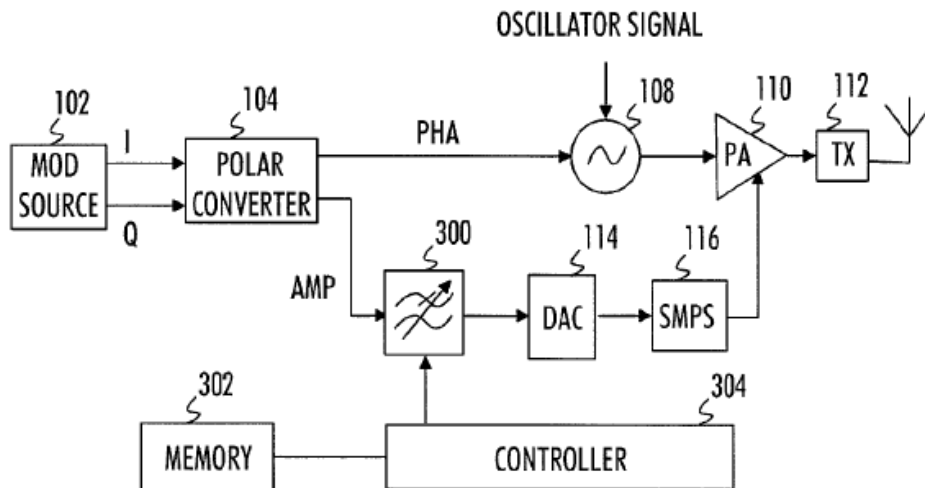 OSCILLATOR SIGNAL
102
104
108
110
112
I
PHA
MOD
SOURCE
POLAR
CONVERTER
PA
TX
Q
300
114
116
AMP
DAC
SMPS
302
304
MEMORY
CONTROLLER